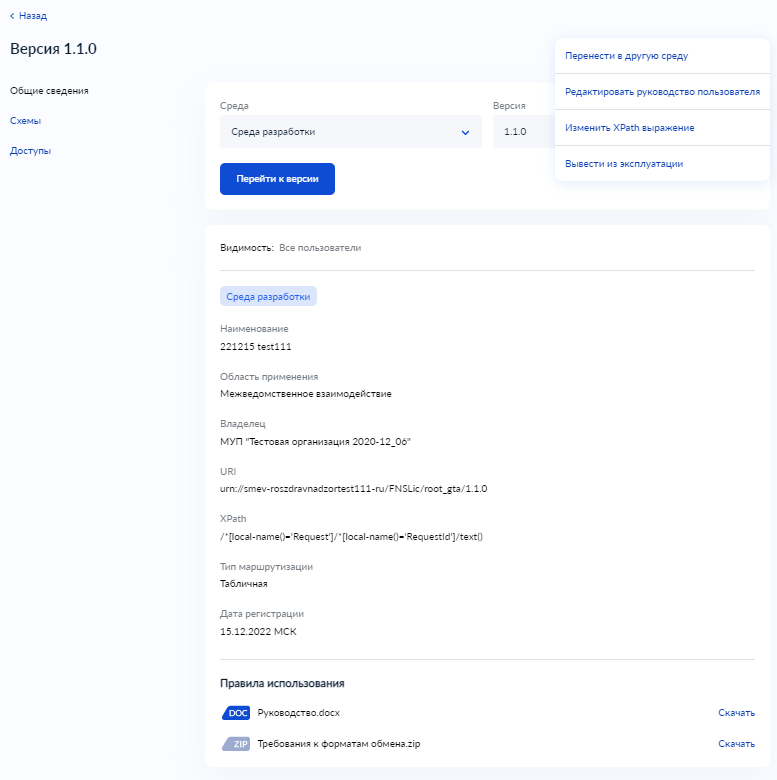 Назад
Версия 1.1.0
Общие сведения
Схемы
Доступы
Среда
Среда разработки
Версия
1.1.0
Перейти к версии
Перенести в другую среду
Редактировать руководство пользователя
Изменить XPath выражение
Вывести из эксплуатации
Видимость: Все пользователи
Среда разработки
Наименование
221215 test111
Область применения
Межведомственное взаимодействие
Владелец
МУП "Тестовая организация 2020-12_06"
URI
urn://smev-roszdravnadzortest111-ru/FNSLic/root_gta/1.1.0
XPath
/*[local-name()='Request']/*[local-name()='RequestId']/text()
Тип маршрутизации
Табличная
Дата регистрации
15.12.2022 МСК
Правила использования
DOC Руководство.docx Скачать
ZIP Требования к форматам обмена.zip Скачать